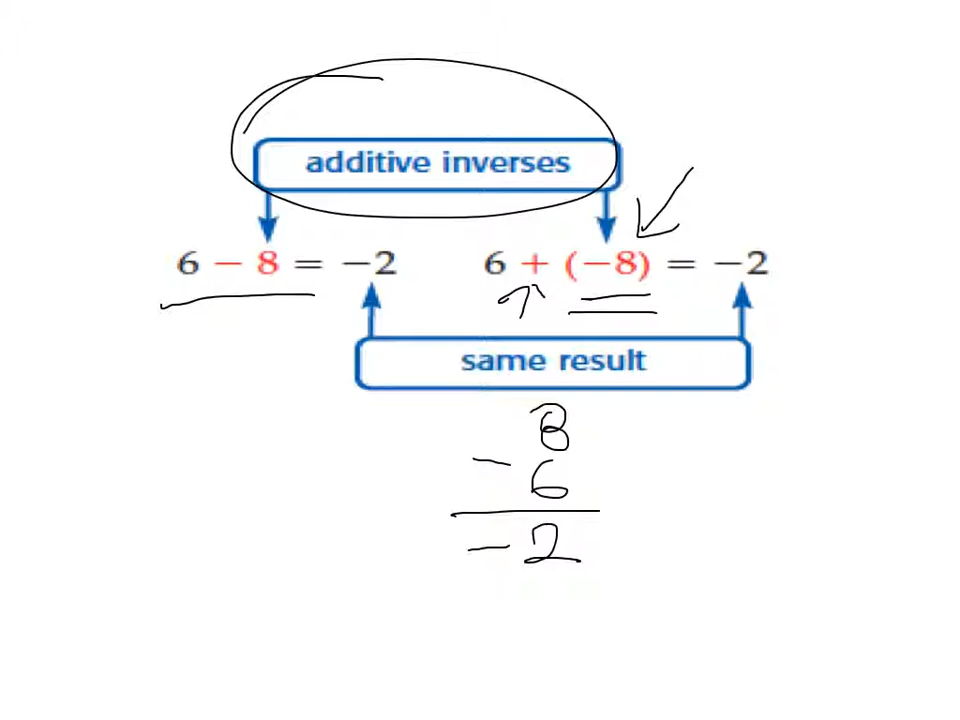 additive inverses
6 − 8 = −2 6 + (−8) = −2
same result
8
− 6
− 2